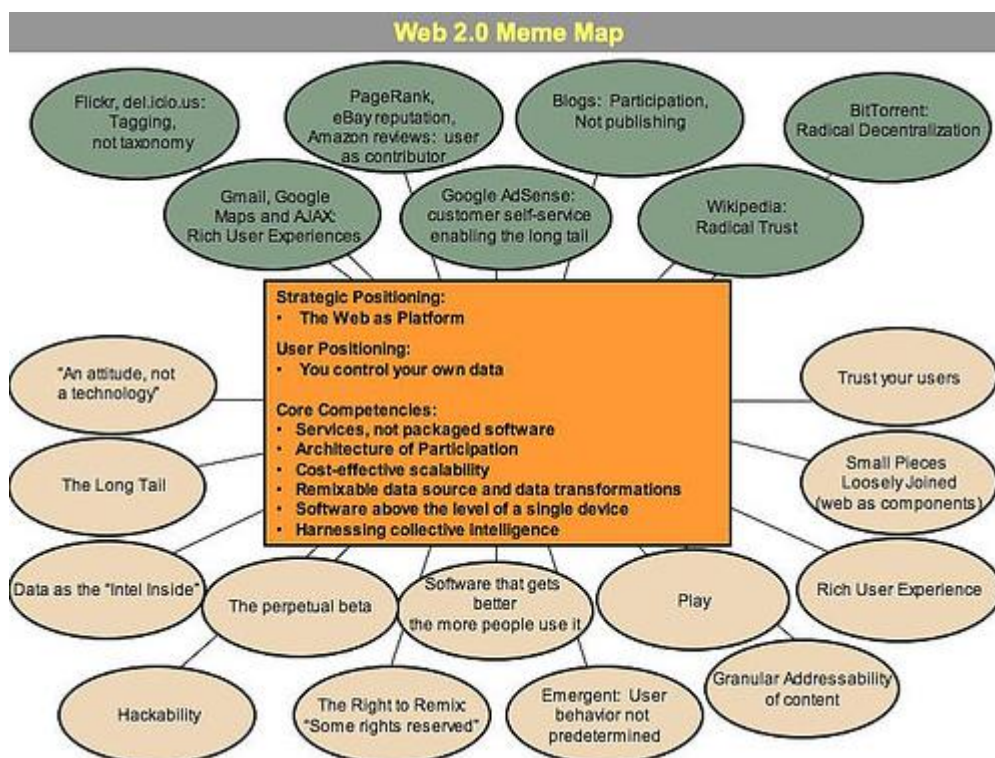 Web 2.0 Meme Map
Flickr, del.icio.us:
Tagging,
not taxonomy
PageRank,
eBay reputation,
Amazon reviews: user
as contributor
Blogs: Participation,
Not publishing
BitTorrent:
Radical Decentralization
Gmail, Google
Maps and AJAX:
Rich User Experiences
Google AdSense:
customer self-service
enabling the long tail
Wikipedia:
Radical Trust
Strategic Positioning:
• The Web as Platform
User Positioning:
• You control your own data
Core Competencies:
• Services, not packaged software
• Architecture of Participation
• Cost-effective scalability
• Remixable data source and data transformations
• Software above the level of a single device
• Harnessing collective intelligence
"An attitude, not
a technology"
Trust your users
The Long Tail
Small Pieces
Loosely Joined
(web as components)
Data as the "Intel Inside"
The perpetual beta
Software that gets
better
the more people use it
Play
Rich User Experience
Hackability
The Right to Remix:
"Some rights reserved"
Emergent: User
behavior not
predetermined
Granular Addressability
of content